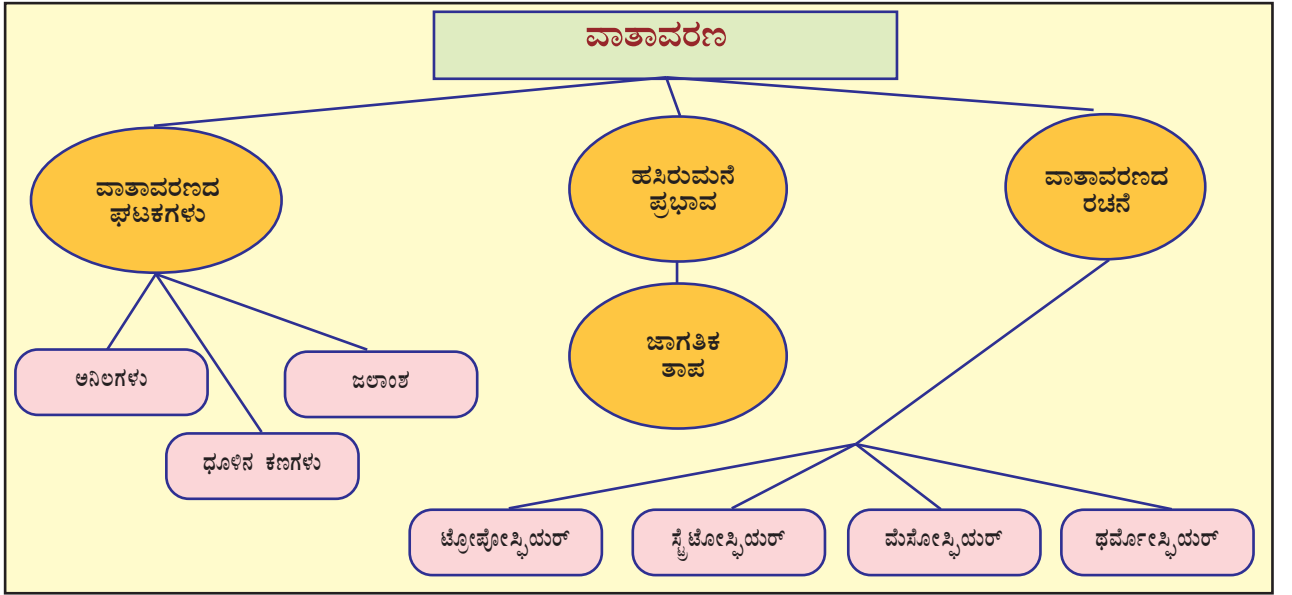 ವಾತಾವರಣ
ವಾತಾವರಣದ
ಘಟಕಗಳು
ಹಸಿರುಮನೆ
ಪ್ರಭಾವ
ವಾತಾವರಣದ
ರಚನೆ
ಜಾಗತಿಕ
ತಾಪ
ಅನಿಲಗಳು
ಜಲಾಂಶ
ಧೂಳಿನ ಕಣಗಳು
ಟ್ರೋಪೋಸ್ಫಿಯರ್
ಸ್ಟ್ರೆಟೋಸ್ಫಿಯರ್
ಮೆಸೋಸ್ಫಿಯರ್
ಥರ್ಮೋಸ್ಫಿಯರ್